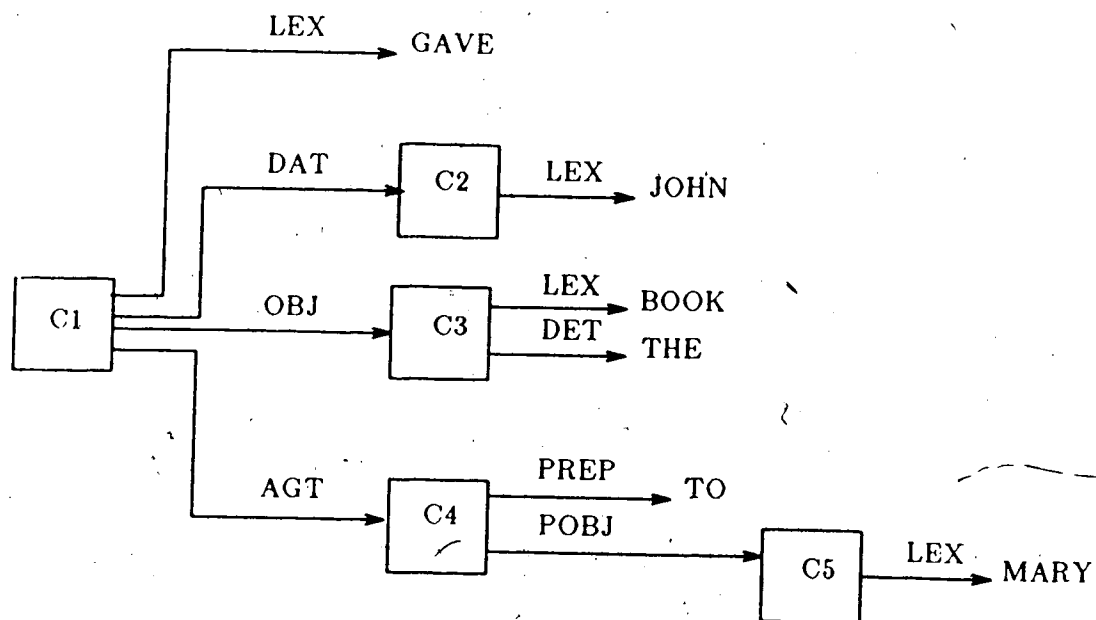 LEX GAVE
DAT C2 LEX JOHN
C1 OBJ C3 LEX BOOK
DET THE
AGT C4 PREP TO
POBJ C5 LEX MARY